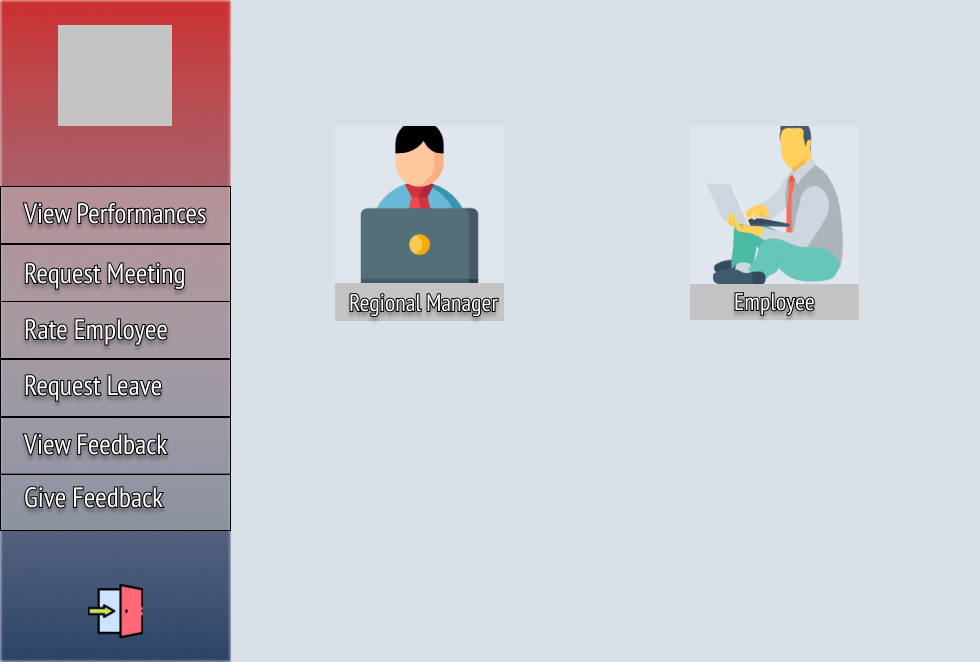 View Performances
Request Meeting
Rate Employee
Request Leave
View Feedback
Give Feedback
Regional Manager
Employee